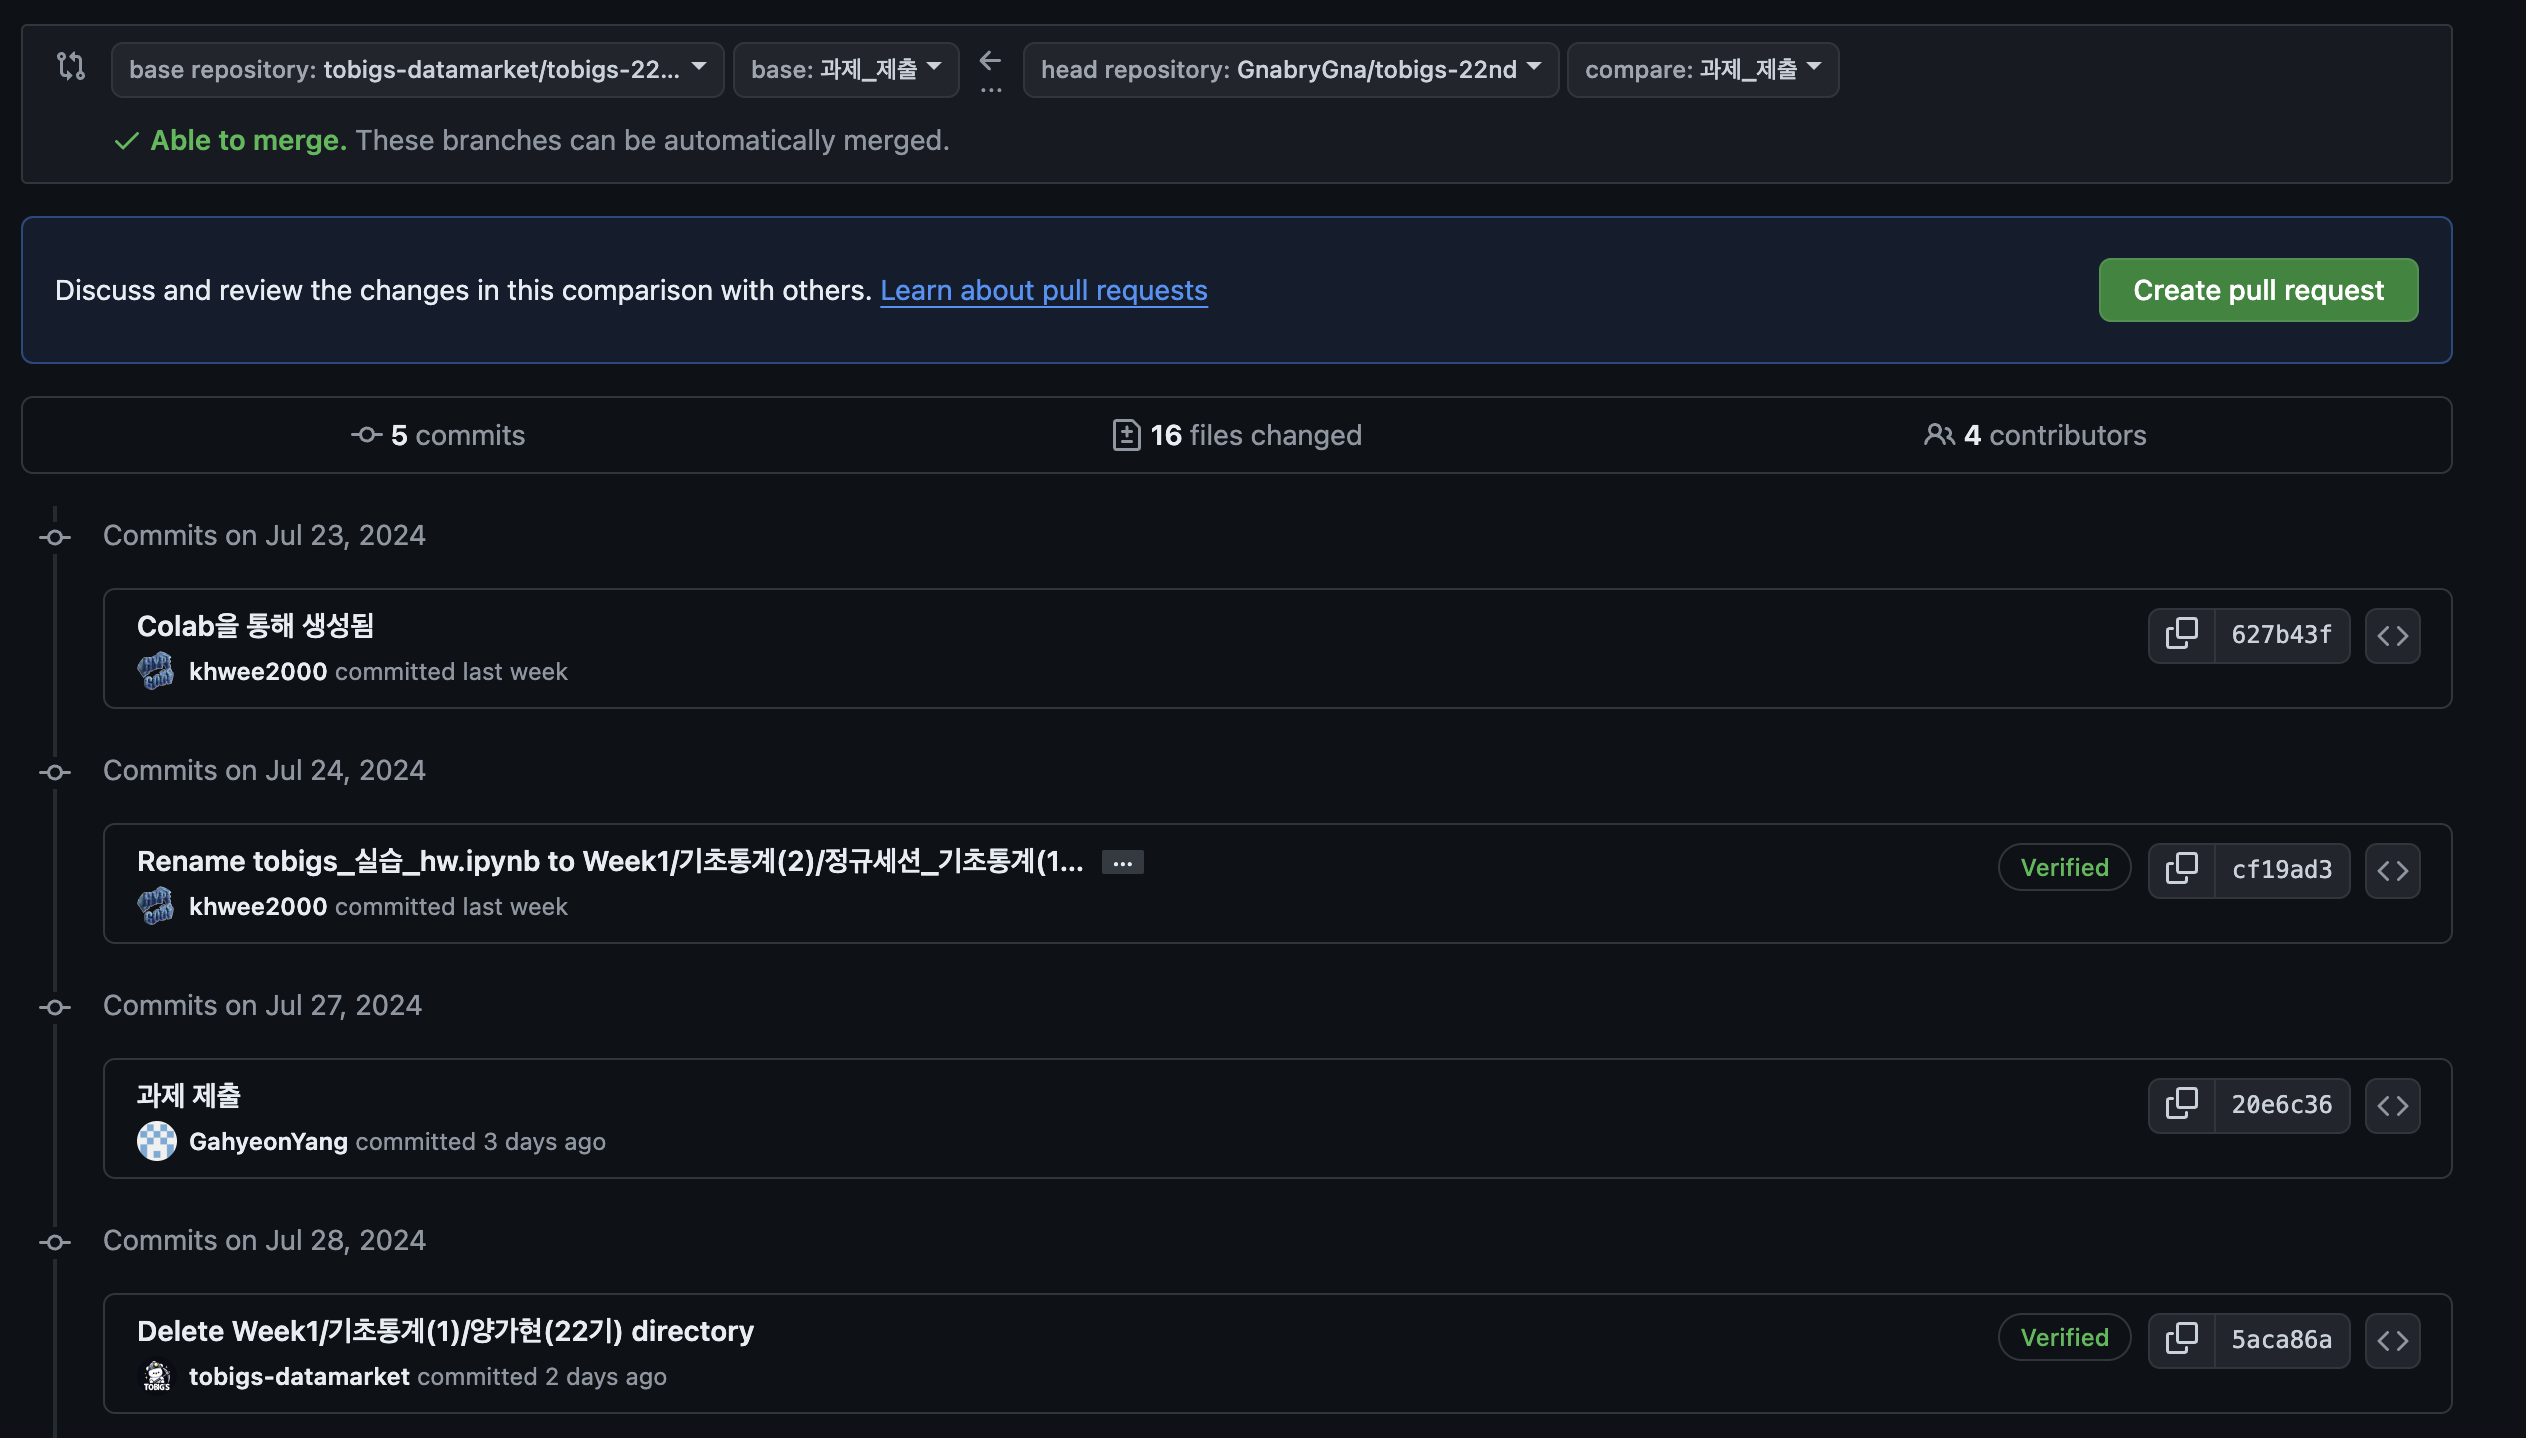 base repository: tobigs-datamarket/tobigs-22... base: 과제_제출 ← ... head repository: GnabryGna/tobigs-22nd compare: 과제_제출
Able to merge. These branches can be automatically merged.
Discuss and review the changes in this comparison with others. Learn about pull requests Create pull request
5 commits 16 files changed 4 contributors
Commits on Jul 23, 2024
Colab을 통해 생성됨 627b43f
khwee2000 committed last week
Commits on Jul 24, 2024
Rename tobigs_실습_hw.ipynb to Week1/기초통계(2)/정규세션_기초통계(1... ... Verified cf19ad3
khwee2000 committed last week
Commits on Jul 27, 2024
과제 제출 20e6c36
GahyeonYang committed 3 days ago
Commits on Jul 28, 2024
Delete Week1/기초통계(1)/양가현(22기) directory Verified 5aca86a
tobigs-datamarket committed 2 days ago